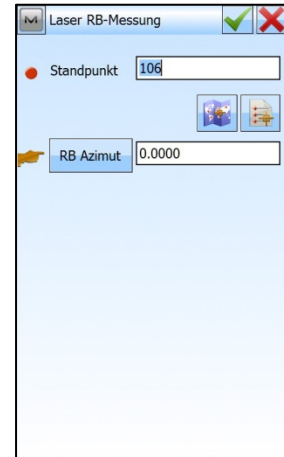 M Laser RB-Messung
Standpunkt 106
RB Azimut 0.0000